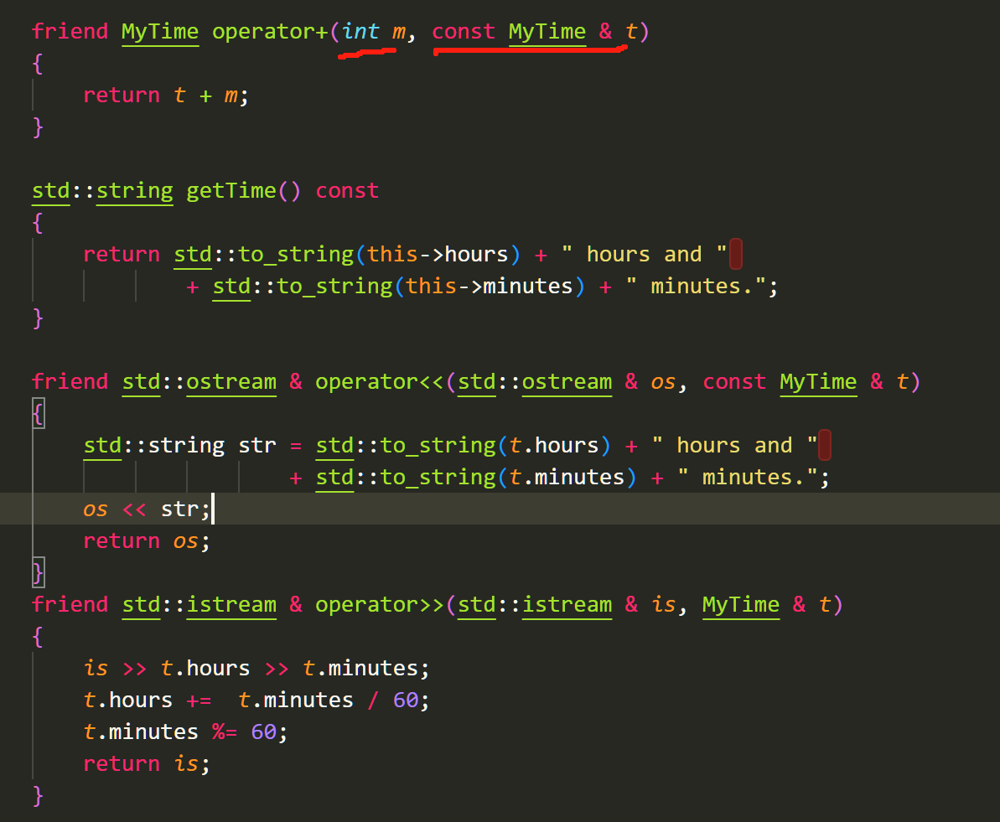 friend MyTime operator+(int m, const MyTime & t)
{
    return t + m;
}

std::string getTime() const
{
    return std::to_string(this->hours) + " hours and "
            + std::to_string(this->minutes) + " minutes.";
}

friend std::ostream & operator<<(std::ostream & os, const MyTime & t)
{
    std::string str = std::to_string(t.hours) + " hours and "
                    + std::to_string(t.minutes) + " minutes.";
    os << str;
    return os;
}
friend std::istream & operator>>(std::istream & is, MyTime & t)
{
    is >> t.hours >> t.minutes;
    t.hours +=  t.minutes / 60;
    t.minutes %= 60;
    return is;
}